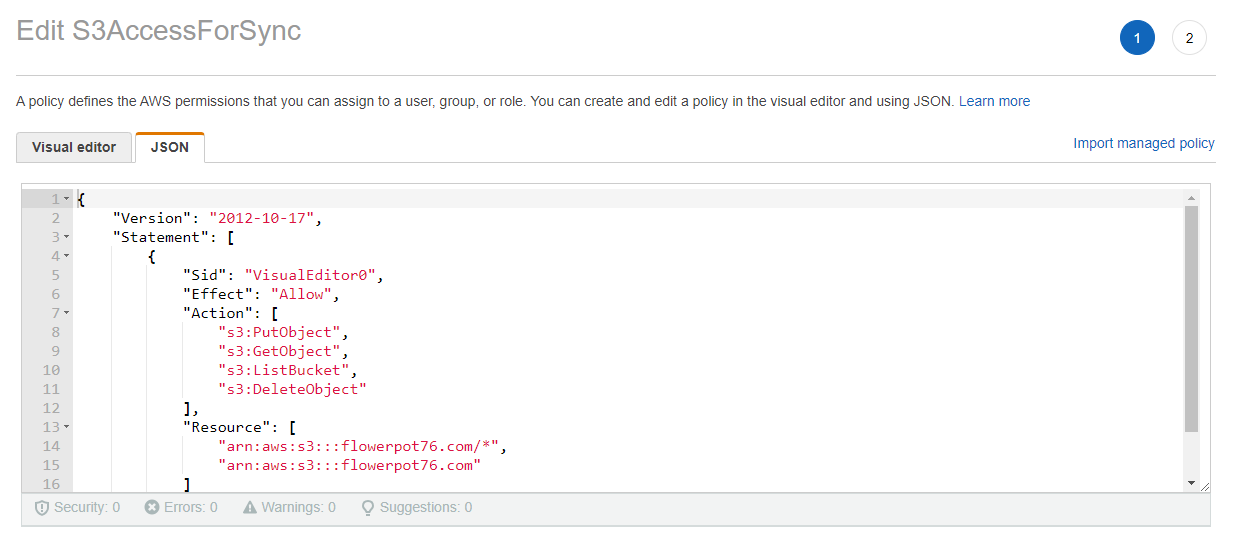 Edit S3AccessForSync
1 2
A policy defines the AWS permissions that you can assign to a user, group, or role. You can create and edit a policy in the visual editor and using JSON. Learn more
Visual editor JSON Import managed policy
1 {
2     "Version": "2012-10-17",
3     "Statement": [
4         {
5             "Sid": "VisualEditor0",
6             "Effect": "Allow",
7             "Action": [
8                 "s3:PutObject",
9                 "s3:GetObject",
10                 "s3:ListBucket",
11                 "s3:DeleteObject"
12             ],
13             "Resource": [
14                 "arn:aws:s3:::flowerpot76.com/*",
15                 "arn:aws:s3:::flowerpot76.com"
16             ]
Security: 0 Errors: 0 Warnings: 0 Suggestions: 0